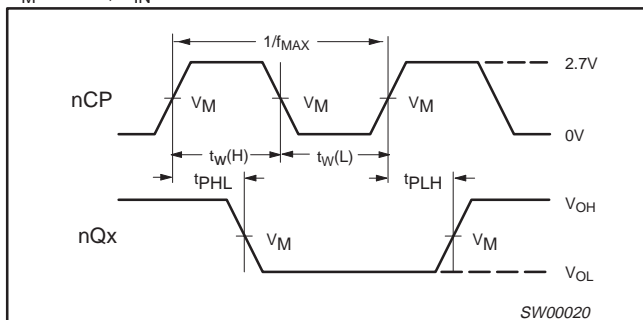 M IN
1/fMAX
2.7V
nCP VM VM VM
0V
tW(H) tW(L)
tPHL tPLH
VOH
nQx VM VM
VOL
SW00020